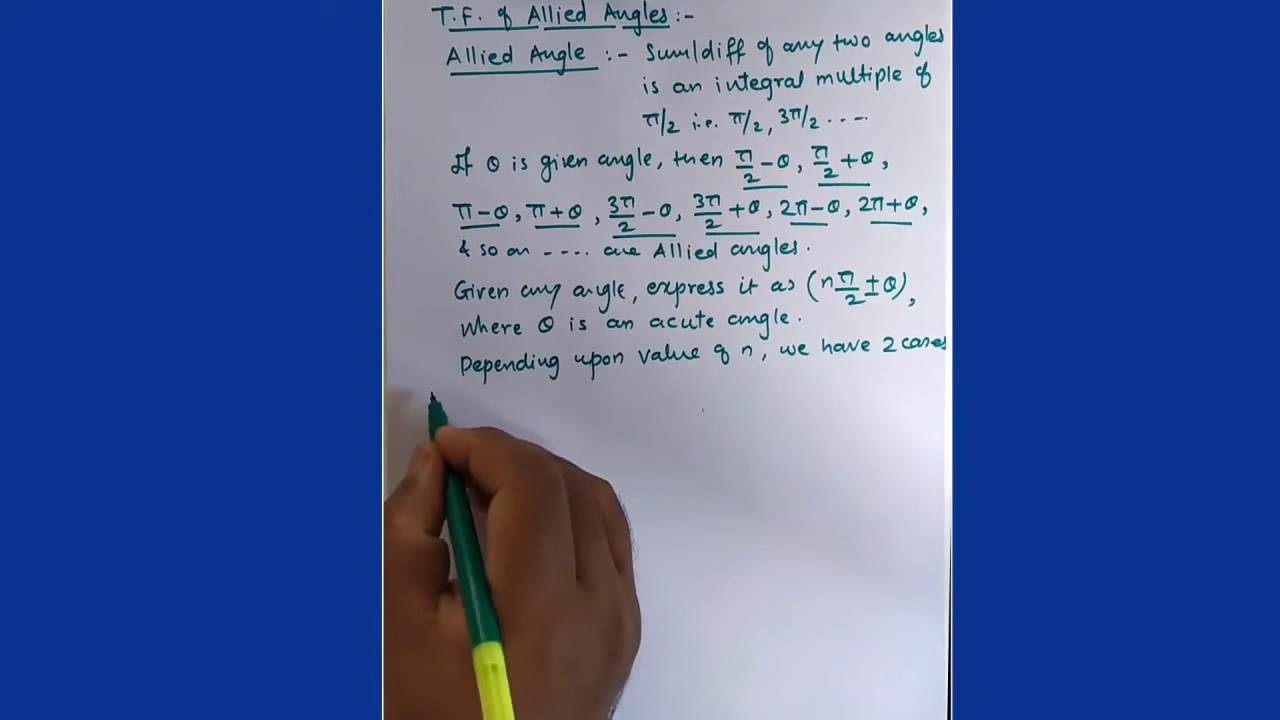 T.F. of Allied Angles :-
Allied Angle :- Sum/diff of any two angles
is an integral multiple of
π/2 i.e. π/2, 3π/2 ----
If θ is given angle, then π/2 - θ, π/2 + θ,
π-θ, π+θ, 3π/2 - θ, 3π/2 + θ, 2π-θ, 2π+θ,
& so on ---- are Allied angles.
Given any angle, express it as (nπ/2 ± θ),
where θ is an acute angle.
Depending upon value of n, we have 2 cases